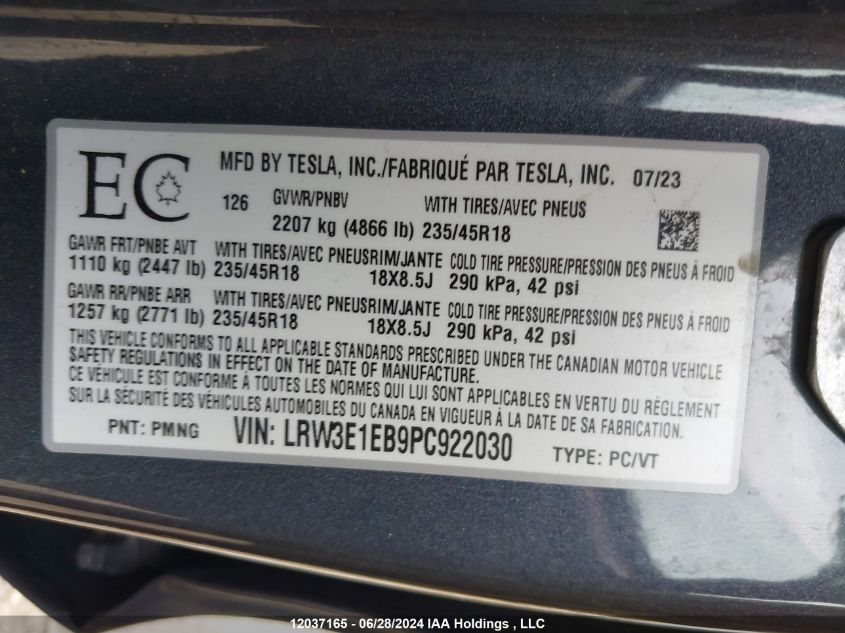 EC
MFD BY TESLA, INC./FABRIQUÉ PAR TESLA, INC. 07/23
126 GVWR/PNBV WITH TIRES/AVEC PNEUS
2207 kg (4866 lb) 235/45R18
GAWR FRT/PNBE AVT WITH TIRES/AVEC PNEUS RIM/JANTE COLD TIRE PRESSURE/PRESSION DES PNEUS À FROID
1110 kg (2447 lb) 235/45R18 18X8.5J 290 kPa, 42 psi
GAWR RR/PNBE ARR WITH TIRES/AVEC PNEUS RIM/JANTE COLD TIRE PRESSURE/PRESSION DES PNEUS À FROID
1257 kg (2771 lb) 235/45R18 18X8.5J 290 kPa, 42 psi
THIS VEHICLE CONFORMS TO ALL APPLICABLE STANDARDS PRESCRIBED UNDER THE CANADIAN MOTOR VEHICLE
SAFETY REGULATIONS IN EFFECT ON THE DATE OF MANUFACTURE.
CE VÉHICULE EST CONFORME À TOUTES LES NORMES QUI LUI SONT APPLICABLES EN VERTU DU RÈGLEMENT
SUR LA SÉCURITÉ DES VÉHICULES AUTOMOBILES DU CANADA EN VIGUEUR À LA DATE DE SA FABRICATION.
PNT: PMNG VIN: LRW3E1EB9PC922030 TYPE: PC/VT
12037165 - 06/28/2024 IAA Holdings, LLC